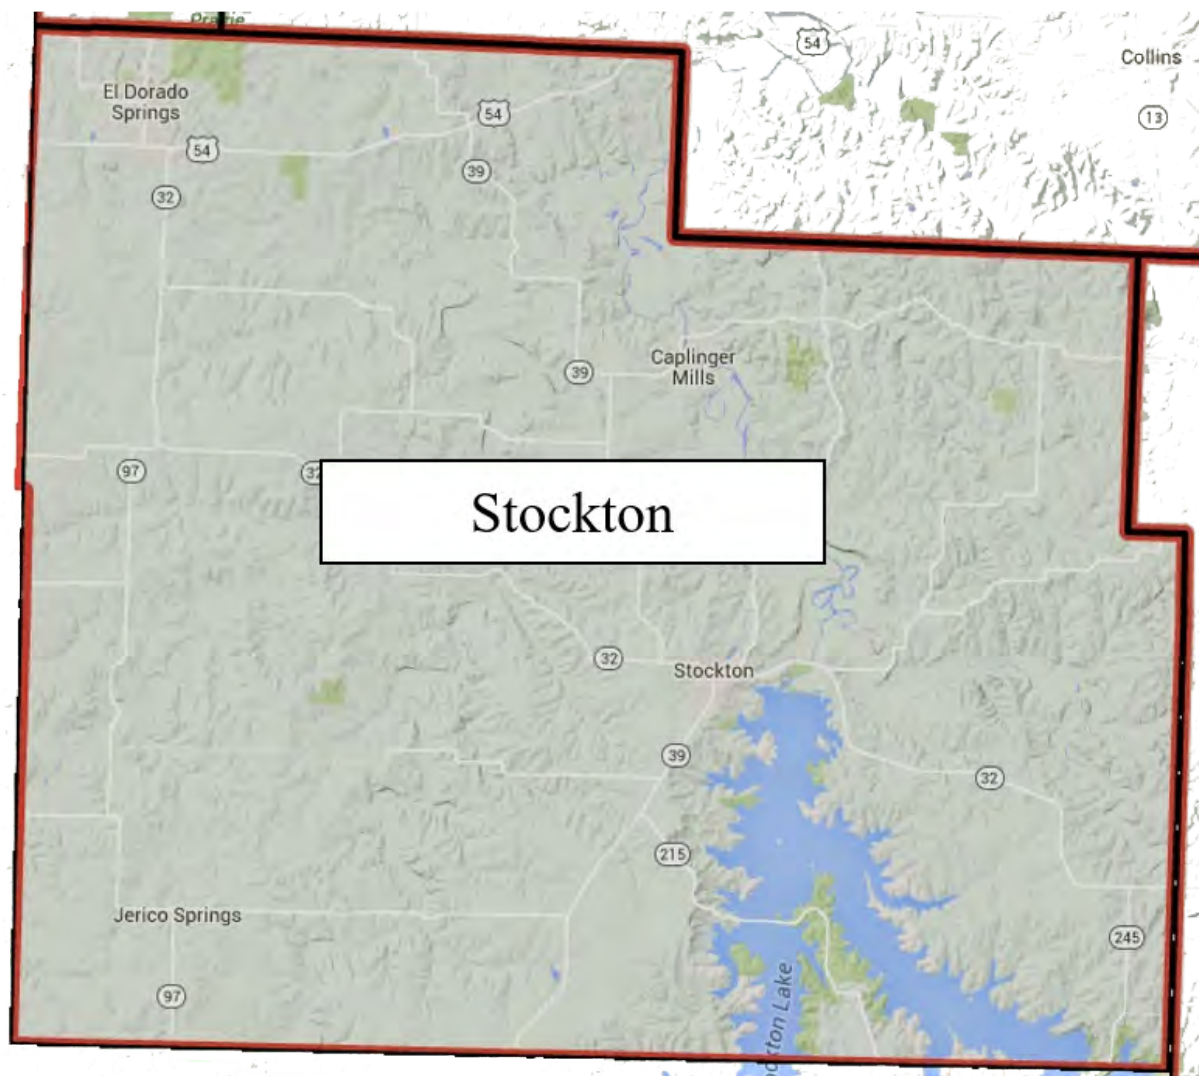 Prairie
54
Collins
13
El Dorado
Springs
54
54
39
32
Caplinger
Mills
39
97
32
Stockton
32
Stockton
39
32
215
Jerico Springs
245
97
ckton Lake